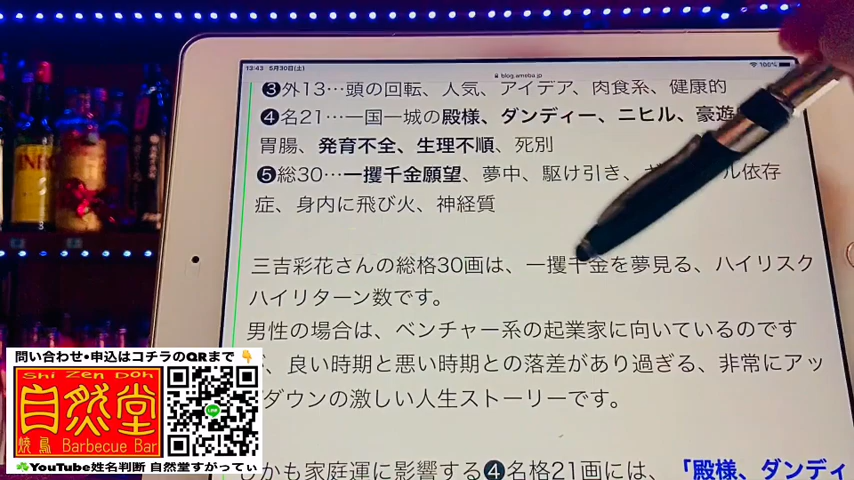 13:43 5月30日(土)
blog.ameba.jp
100%
❸外13…頭の回転、人気、アイデア、肉食系、健康的
❹名21…一国一城の殿様、ダンディー、ニヒル、豪遊
胃腸、発育不全、生理不順、死別
❺総30…一攫千金願望、夢中、駆け引き、ギ ル依存
症、身内に飛び火、神経質
三吉彩花さんの総格30画は、一攫千金を夢見る、ハイリスク
ハイリターン数です。
男性の場合は、ベンチャー系の起業家に向いているのです
、良い時期と悪い時期との落差があり過ぎる、非常にアッ
ダウンの激しい人生ストーリーです。
しかも家庭運に影響する❹名格21画には、「殿様、ダンディ
問い合わせ•申込はコチラのQRまで👇
Shi Zen Doh
自然堂
焼鳥 Barbecue Bar
☘YouTube姓名判断 自然堂すがってぃ